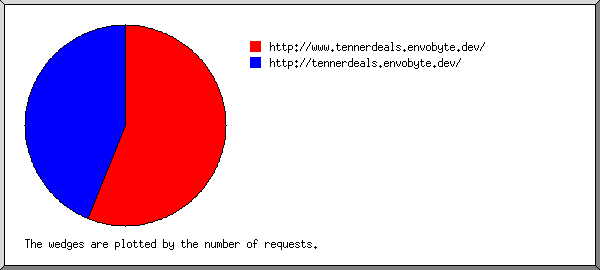 http://www.tennerdeals.envobyte.dev/
http://tennerdeals.envobyte.dev/
The wedges are plotted by the number of requests.